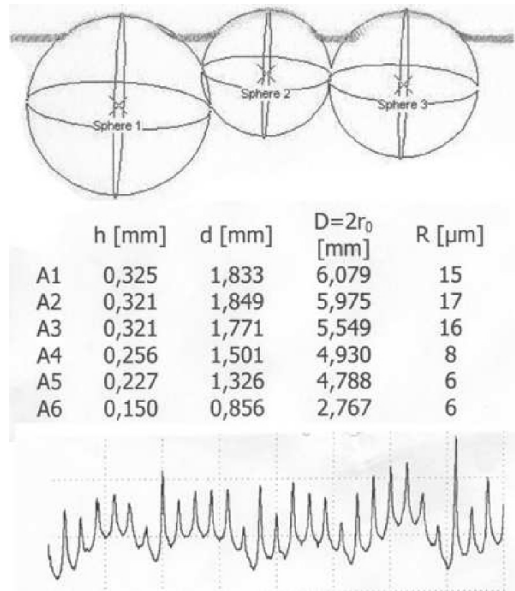 Sphere 1
Sphere 2
Sphere 3
h [mm] d [mm] D=2r₀ [mm] R [µm]
A1 0,325 1,833 6,079 15
A2 0,321 1,849 5,975 17
A3 0,321 1,771 5,549 16
A4 0,256 1,501 4,930 8
A5 0,227 1,326 4,788 6
A6 0,150 0,856 2,767 6